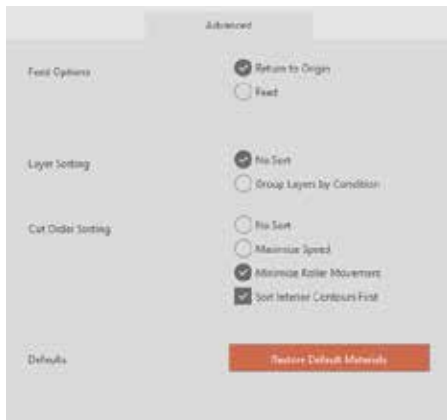 Advanced
Feed Options
Return to Origin
Feed
Layer Sorting
No Sort
Group Layers by Condition
Cut Order Sorting
No Sort
Maximize Speed
Minimize Roller Movement
Sort Interior Contours First
Defaults
Restore Default Materials